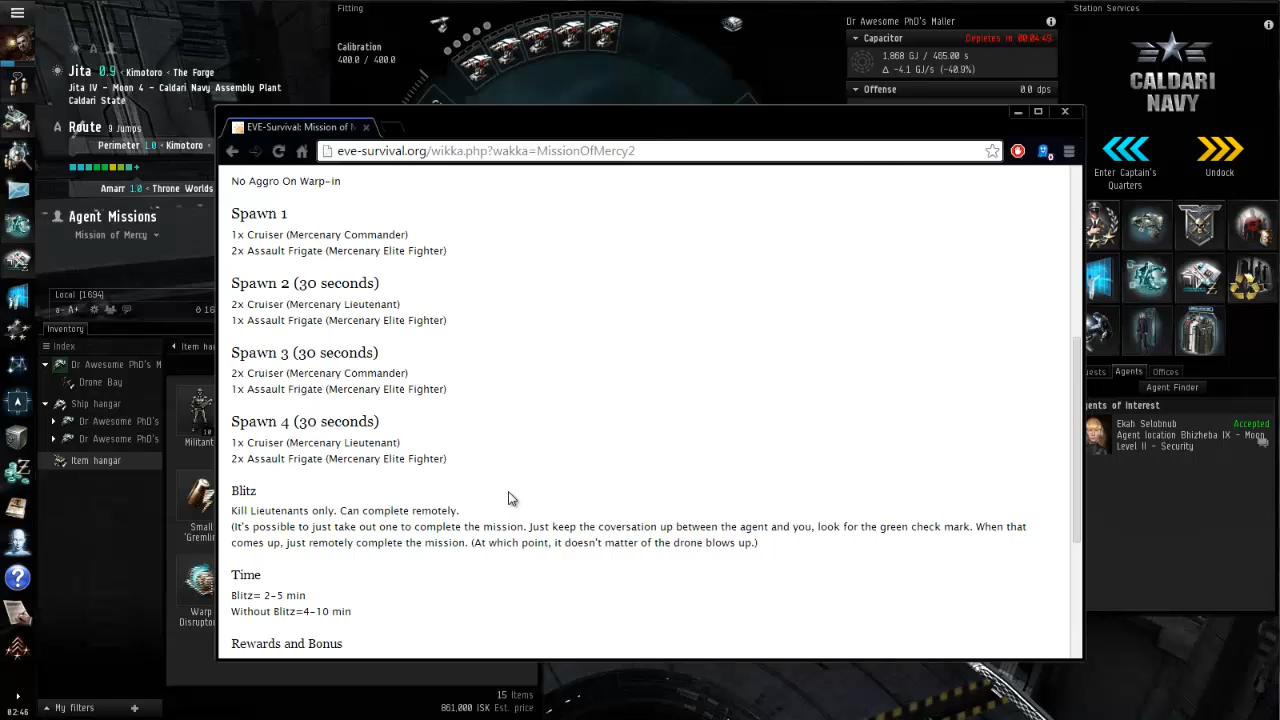 Fitting
Dr Awesome PhD's Maller
Station Services
Calibration
400.0 / 400.0
Capacitor
Depletes in 00:04:49
1,868 GJ / 465.00 s
Δ -4.1 GJ/s (-40.9%)
Offense
0.0 dps
CALDARI
NAVY
Jita 0.9 < Kimotoro < The Forge
Jita IV - Moon 4 - Caldari Navy Assembly Plant
Caldari State
Route 9 Jumps
Perimeter 1.0 < Kimotoro
Amarr 1.0 < Throne Worlds
Agent Missions
Mission of Mercy
Local [1694]
a- A+
0 16
Inventory
Index
Dr Awesome PhD's M
Drone Bay
Ship hangar
Dr Awesome PhD's
Dr Awesome PhD's
Item hangar
Item han
10
Militant
Small
'Gremlin
Warp
Disruptor
My filters
02:46
15 Items
861,000 ISK Est. price
EVE-Survival: Mission of M
eve-survival.org/wikka.php?wakka=MissionOfMercy2
No Aggro On Warp-in
Spawn 1
1x Cruiser (Mercenary Commander)
2x Assault Frigate (Mercenary Elite Fighter)
Spawn 2 (30 seconds)
2x Cruiser (Mercenary Lieutenant)
1x Assault Frigate (Mercenary Elite Fighter)
Spawn 3 (30 seconds)
2x Cruiser (Mercenary Commander)
1x Assault Frigate (Mercenary Elite Fighter)
Spawn 4 (30 seconds)
1x Cruiser (Mercenary Lieutenant)
2x Assault Frigate (Mercenary Elite Fighter)
Blitz
Kill Lieutenants only. Can complete remotely.
(It's possible to just take out one to complete the mission. Just keep the coversation up between the agent and you, look for the green check mark. When that
comes up, just remotely complete the mission. (At which point, it doesn't matter of the drone blows up.)
Time
Blitz= 2-5 min
Without Blitz=4-10 min
Rewards and Bonus
Enter Captain's
Quarters
Undock
uests
Agents
Offices
Agent Finder
gents of Interest
Ekah Selobnub
Accepted
Agent location Bhizheba IX - Moon
Level II - Security